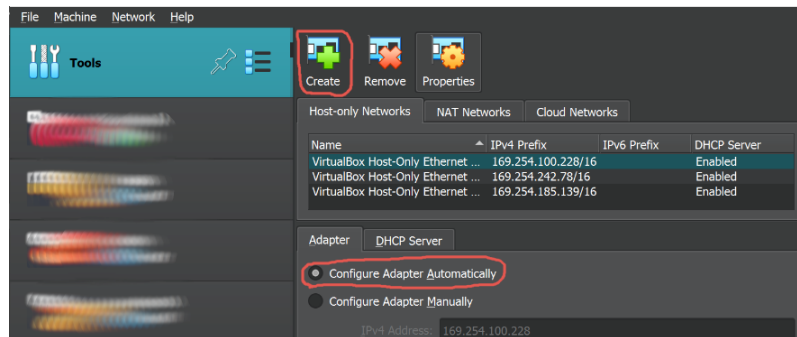 File Machine Network Help
Tools
Create Remove Properties
Host-only Networks NAT Networks Cloud Networks
Name IPv4 Prefix IPv6 Prefix DHCP Server
VirtualBox Host-Only Ethernet ... 169.254.100.228/16 Enabled
VirtualBox Host-Only Ethernet ... 169.254.242.78/16 Enabled
VirtualBox Host-Only Ethernet ... 169.254.185.139/16 Enabled
Adapter DHCP Server
Configure Adapter Automatically
Configure Adapter Manually
IPv4 Address: 169.254.100.228